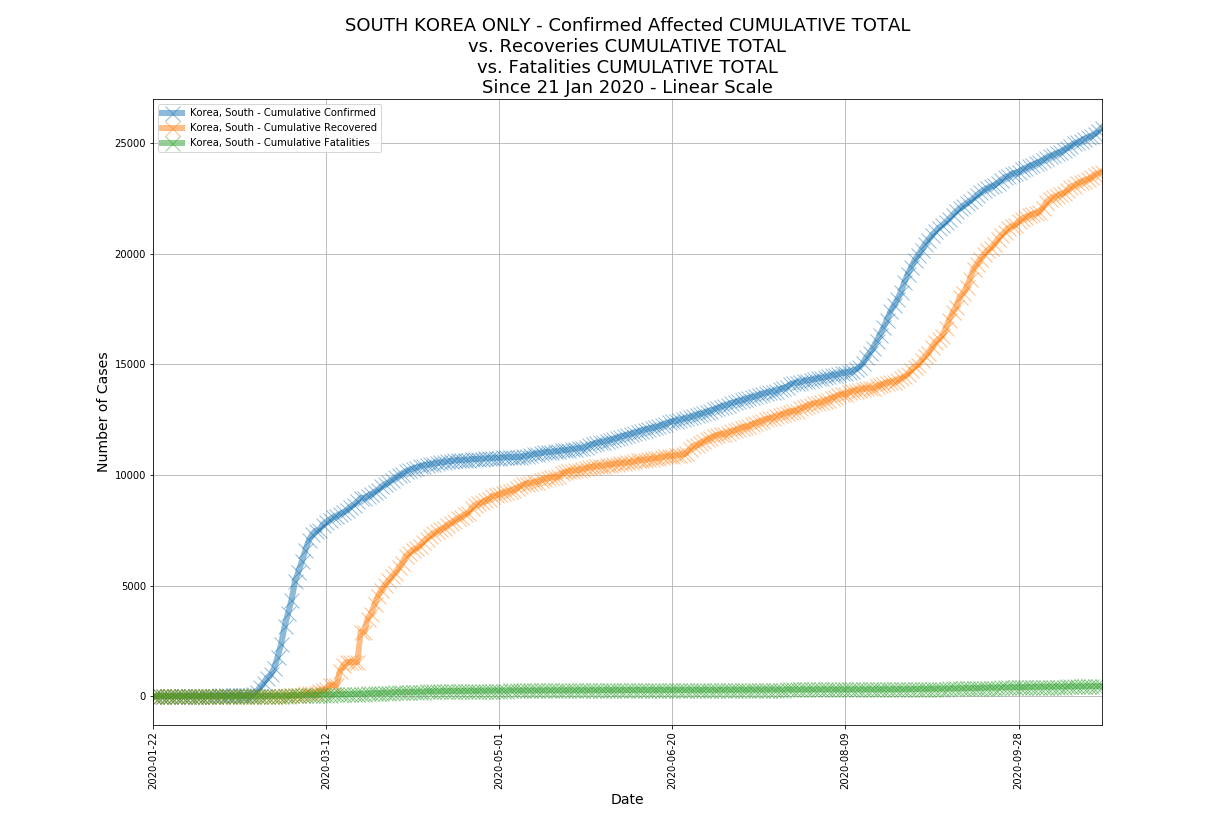 SOUTH KOREA ONLY - Confirmed Affected CUMULATIVE TOTAL
vs. Recoveries CUMULATIVE TOTAL
vs. Fatalities CUMULATIVE TOTAL
Since 21 Jan 2020 - Linear Scale
Korea, South - Cumulative Confirmed
Korea, South - Cumulative Recovered
Korea, South - Cumulative Fatalities
Number of Cases
25000
20000
15000
10000
5000
0
2020-01-22
2020-03-12
2020-05-01
2020-06-20
2020-08-09
2020-09-28
Date